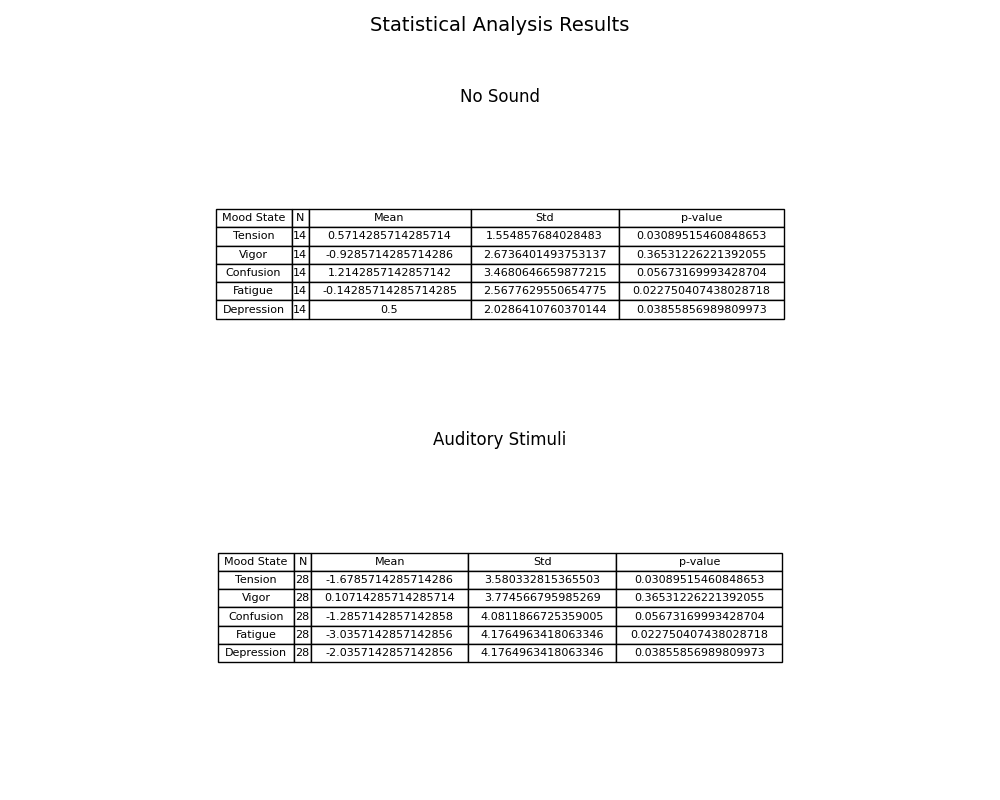 Statistical Analysis Results
No Sound
Mood State N Mean Std p-value
Tension 14 0.5714285714285714 1.554857684028483 0.03089515460848653
Vigor 14 -0.9285714285714286 2.6736401493753137 0.36531226221392055
Confusion 14 1.2142857142857142 3.4680646659877215 0.05673169993428704
Fatigue 14 -0.14285714285714285 2.5677629550654775 0.022750407438028718
Depression 14 0.5 2.0286410760370144 0.03855856989809973
Auditory Stimuli
Mood State N Mean Std p-value
Tension 28 -1.6785714285714286 3.580332815365503 0.03089515460848653
Vigor 28 0.10714285714285714 3.774566795985269 0.36531226221392055
Confusion 28 -1.2857142857142858 4.0811866725359005 0.05673169993428704
Fatigue 28 -3.0357142857142856 4.1764963418063346 0.022750407438028718
Depression 28 -2.0357142857142856 4.1764963418063346 0.03855856989809973